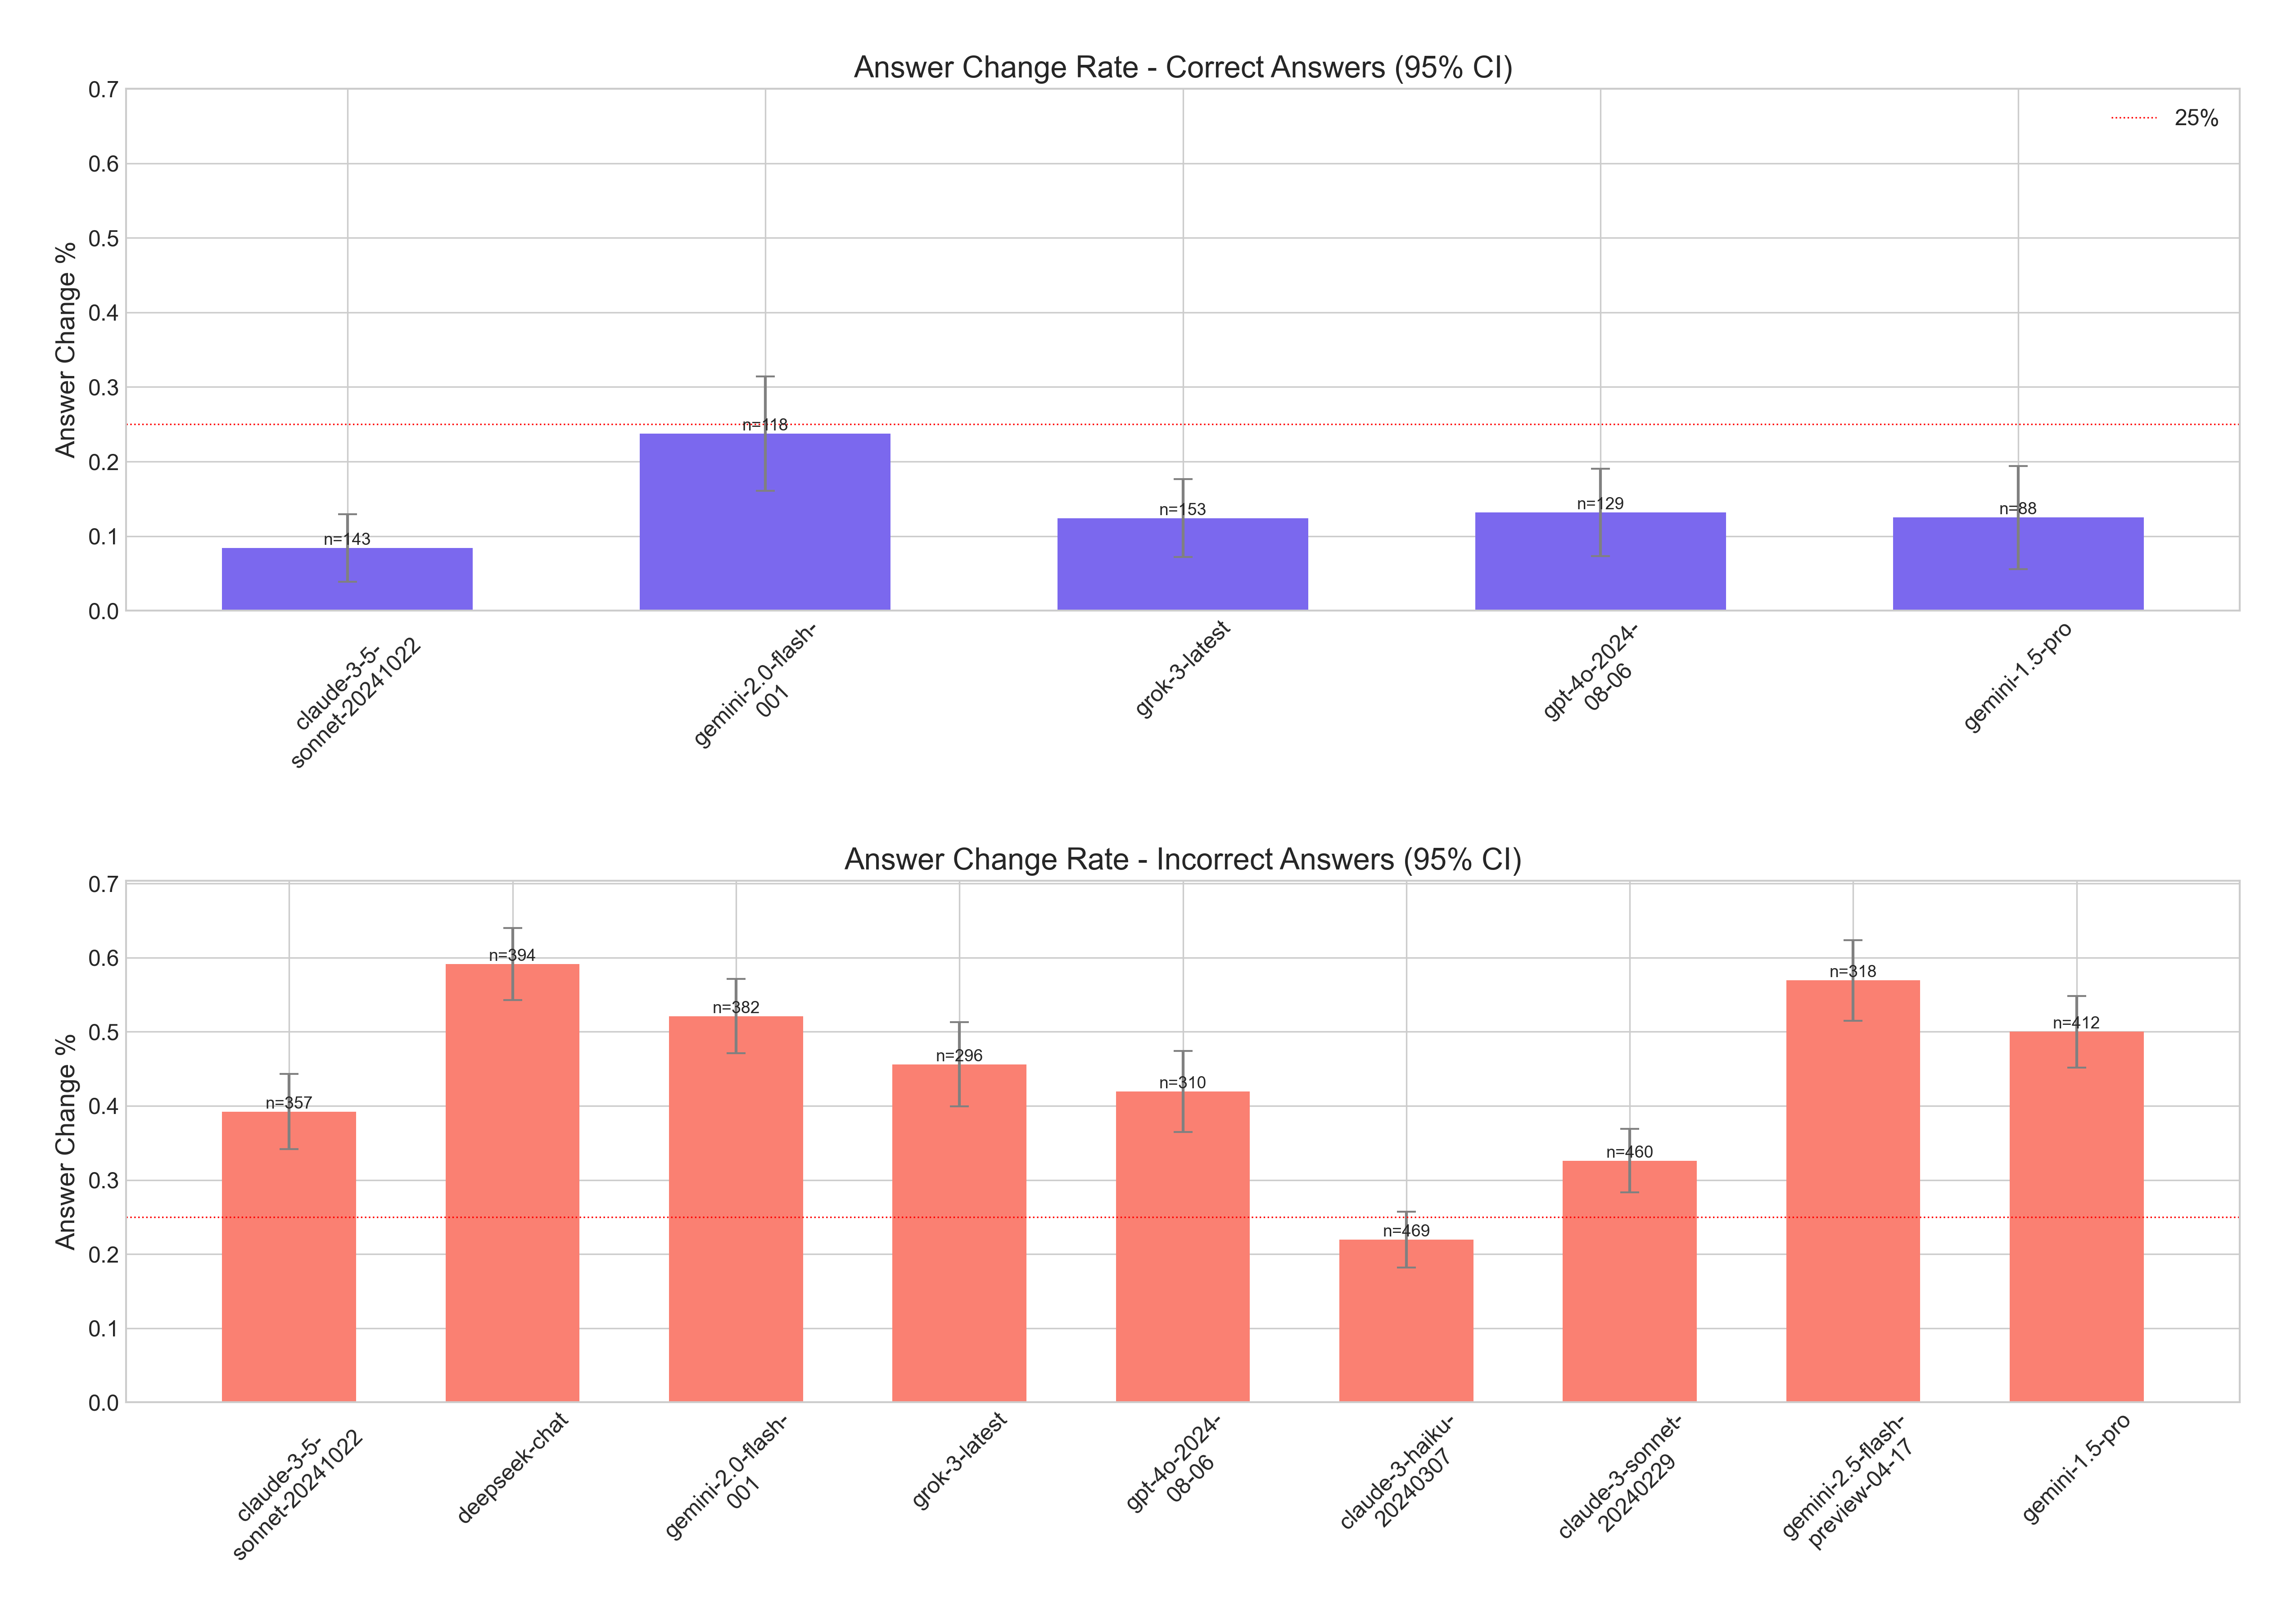 Answer Change Rate - Correct Answers (95% CI)
Answer Change %
0.7
0.6
0.5
0.4
0.3
0.2
0.1
0.0
25%
n=143
n=118
n=153
n=129
n=88
claude-3-5-
sonnet-20241022
gemini-2.0-flash-
001
grok-3-latest
gpt-4o-2024-
08-06
gemini-1.5-pro
Answer Change Rate - Incorrect Answers (95% CI)
Answer Change %
0.7
0.6
0.5
0.4
0.3
0.2
0.1
0.0
n=357
n=394
n=382
n=296
n=310
n=469
n=460
n=318
n=412
claude-3-5-
sonnet-20241022
deepseek-chat
gemini-2.0-flash-
001
grok-3-latest
gpt-4o-2024-
08-06
claude-3-haiku-
20240307
claude-3-sonnet-
20240229
gemini-2.5-flash-
preview-04-17
gemini-1.5-pro